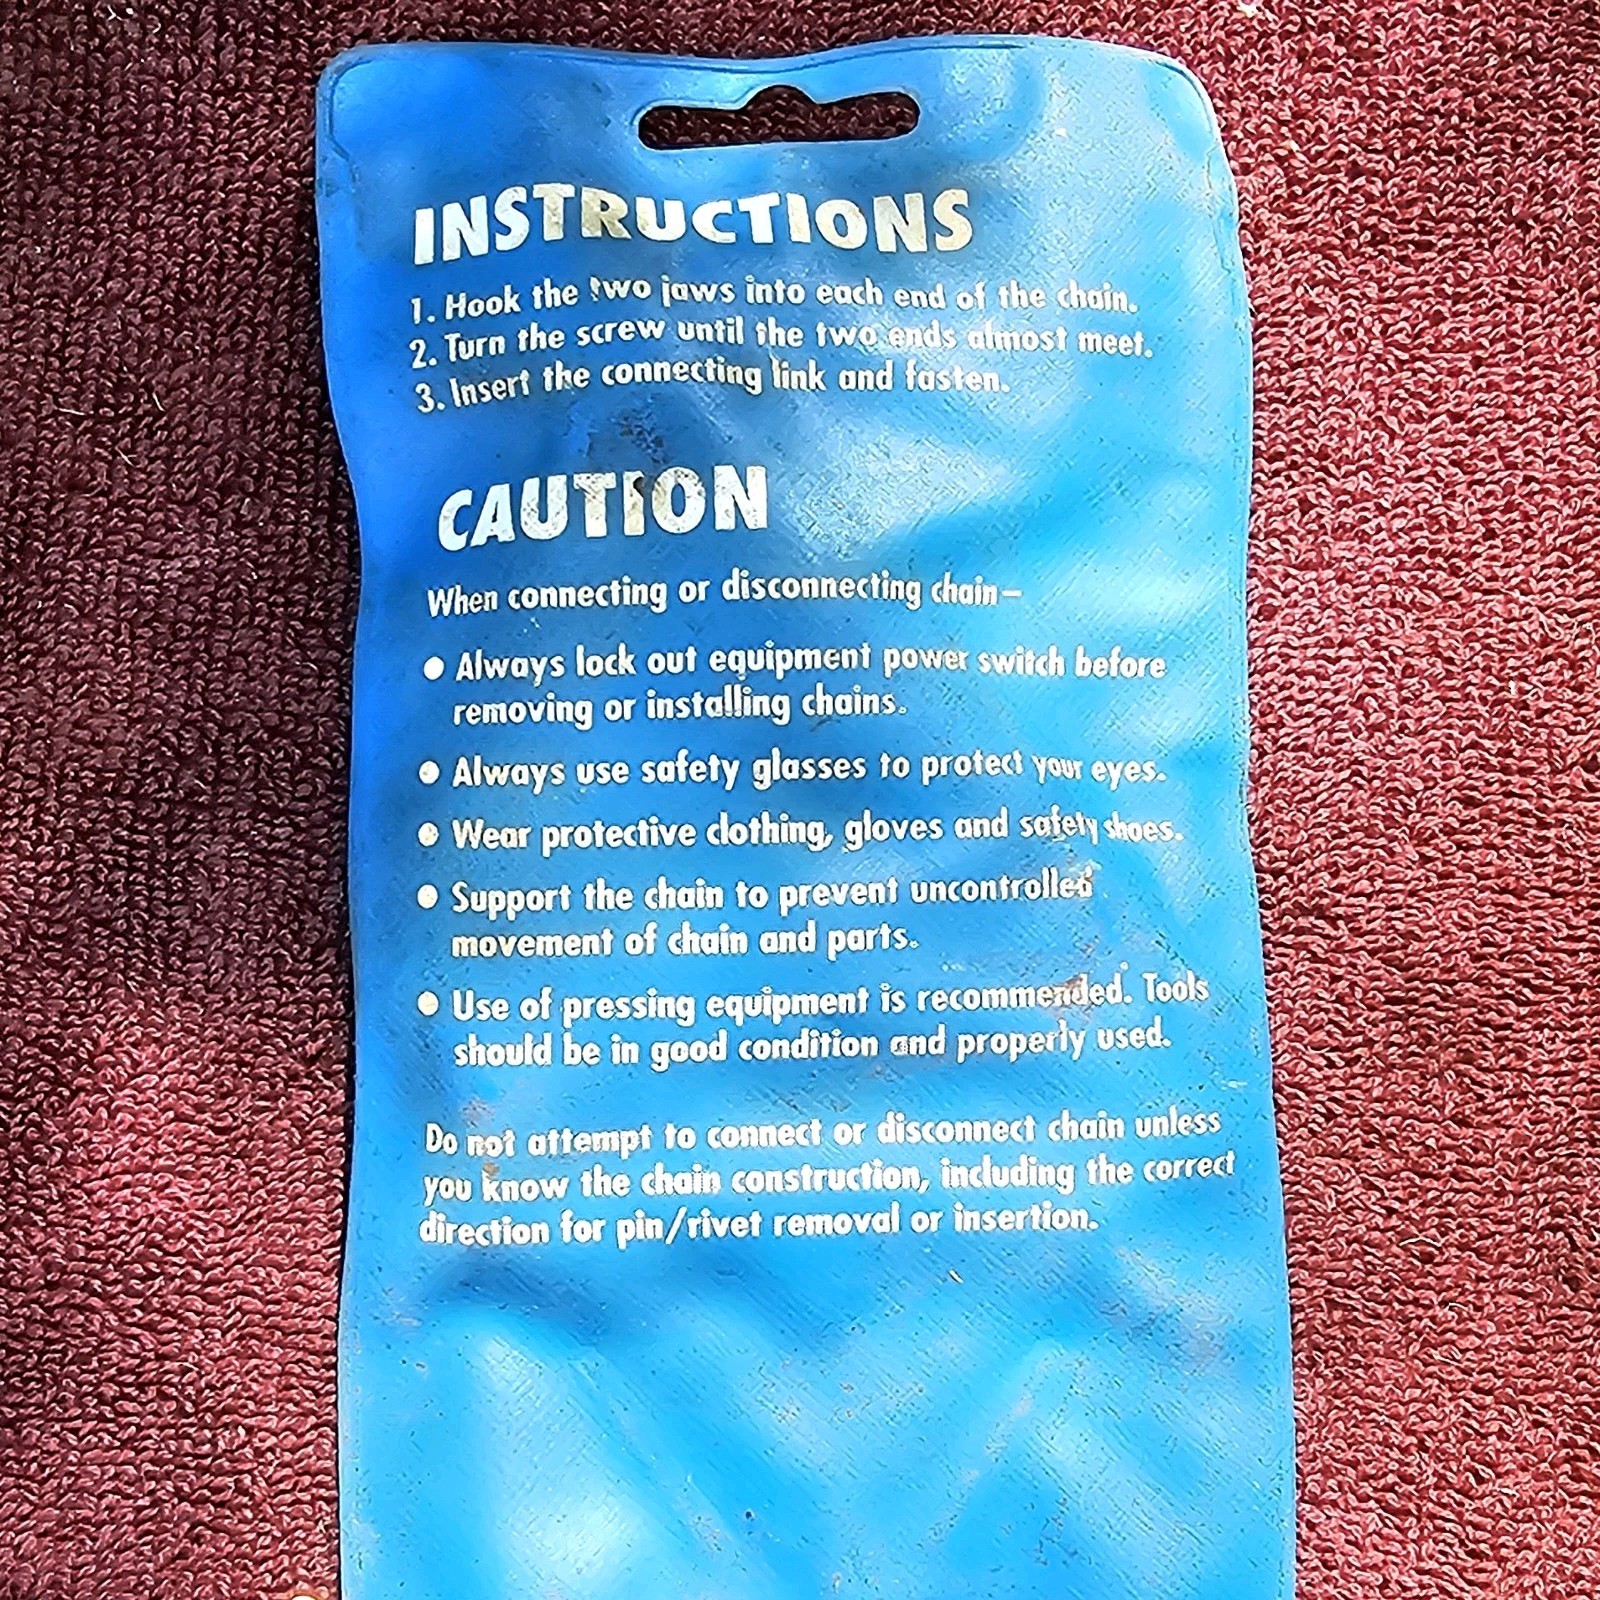 INSTRUCTIONS
1. Hook the two jaws into each end of the chain.
2. Turn the screw until the two ends almost meet.
3. Insert the connecting link and fasten.
CAUTION
When connecting or disconnecting chain–
• Always lock out equipment power switch before
removing or installing chains.
• Always use safety glasses to protect your eyes.
• Wear protective clothing, gloves and safety shoes.
• Support the chain to prevent uncontrolled
movement of chain and parts.
• Use of pressing equipment is recommended. Tools
should be in good condition and properly used.
Do not attempt to connect or disconnect chain unless
you know the chain construction, including the correct
direction for pin/rivet removal or insertion.